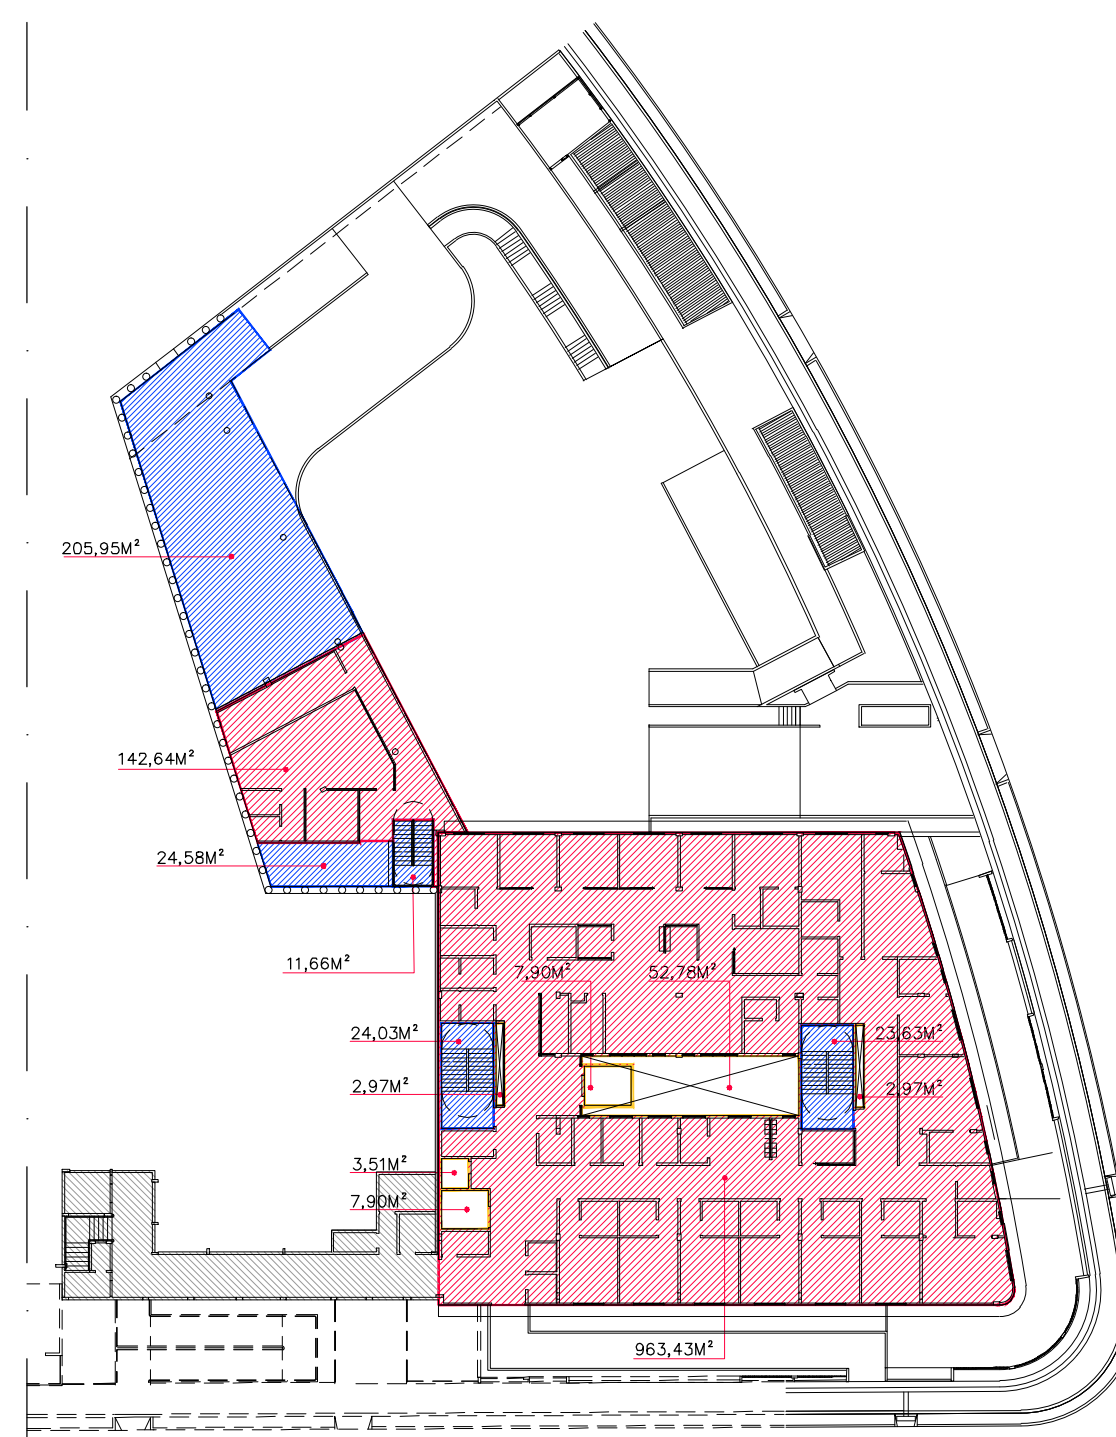 205,95M²
142,64M²
24,58M²
11,66M²
7,90M²
52,78M²
24,03M²
23,63M²
2,97M²
2,97M²
3,51M²
7,90M²
963,43M²